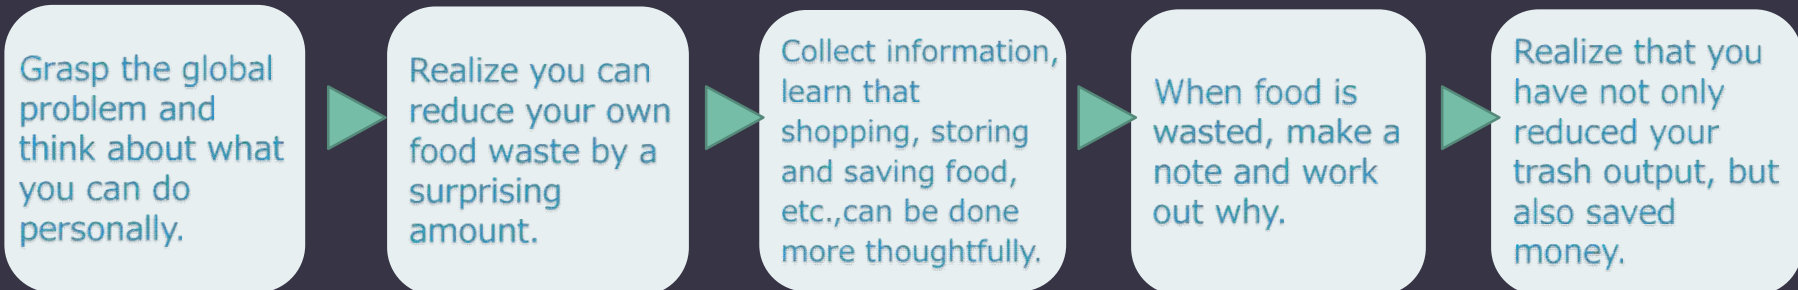 Grasp the global
problem and
think about what
you can do
personally.
Realize you can
reduce your own
food waste by a
surprising
amount.
Collect information,
learn that
shopping, storing
and saving food,
etc.,can be done
more thoughtfully.
When food is
wasted, make a
note and work
out why.
Realize that you
have not only
reduced your
trash output, but
also saved
money.